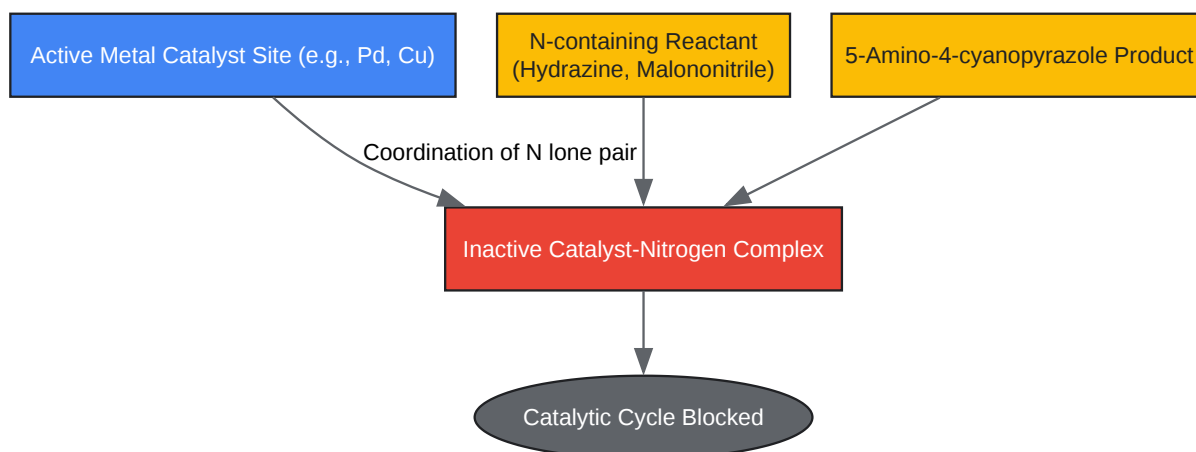 Active Metal Catalyst Site (e.g., Pd, Cu)
N-containing Reactant
(Hydrazine, Malononitrile)
5-Amino-4-cyanopyrazole Product
Coordination of N lone pair
Inactive Catalyst-Nitrogen Complex
Catalytic Cycle Blocked